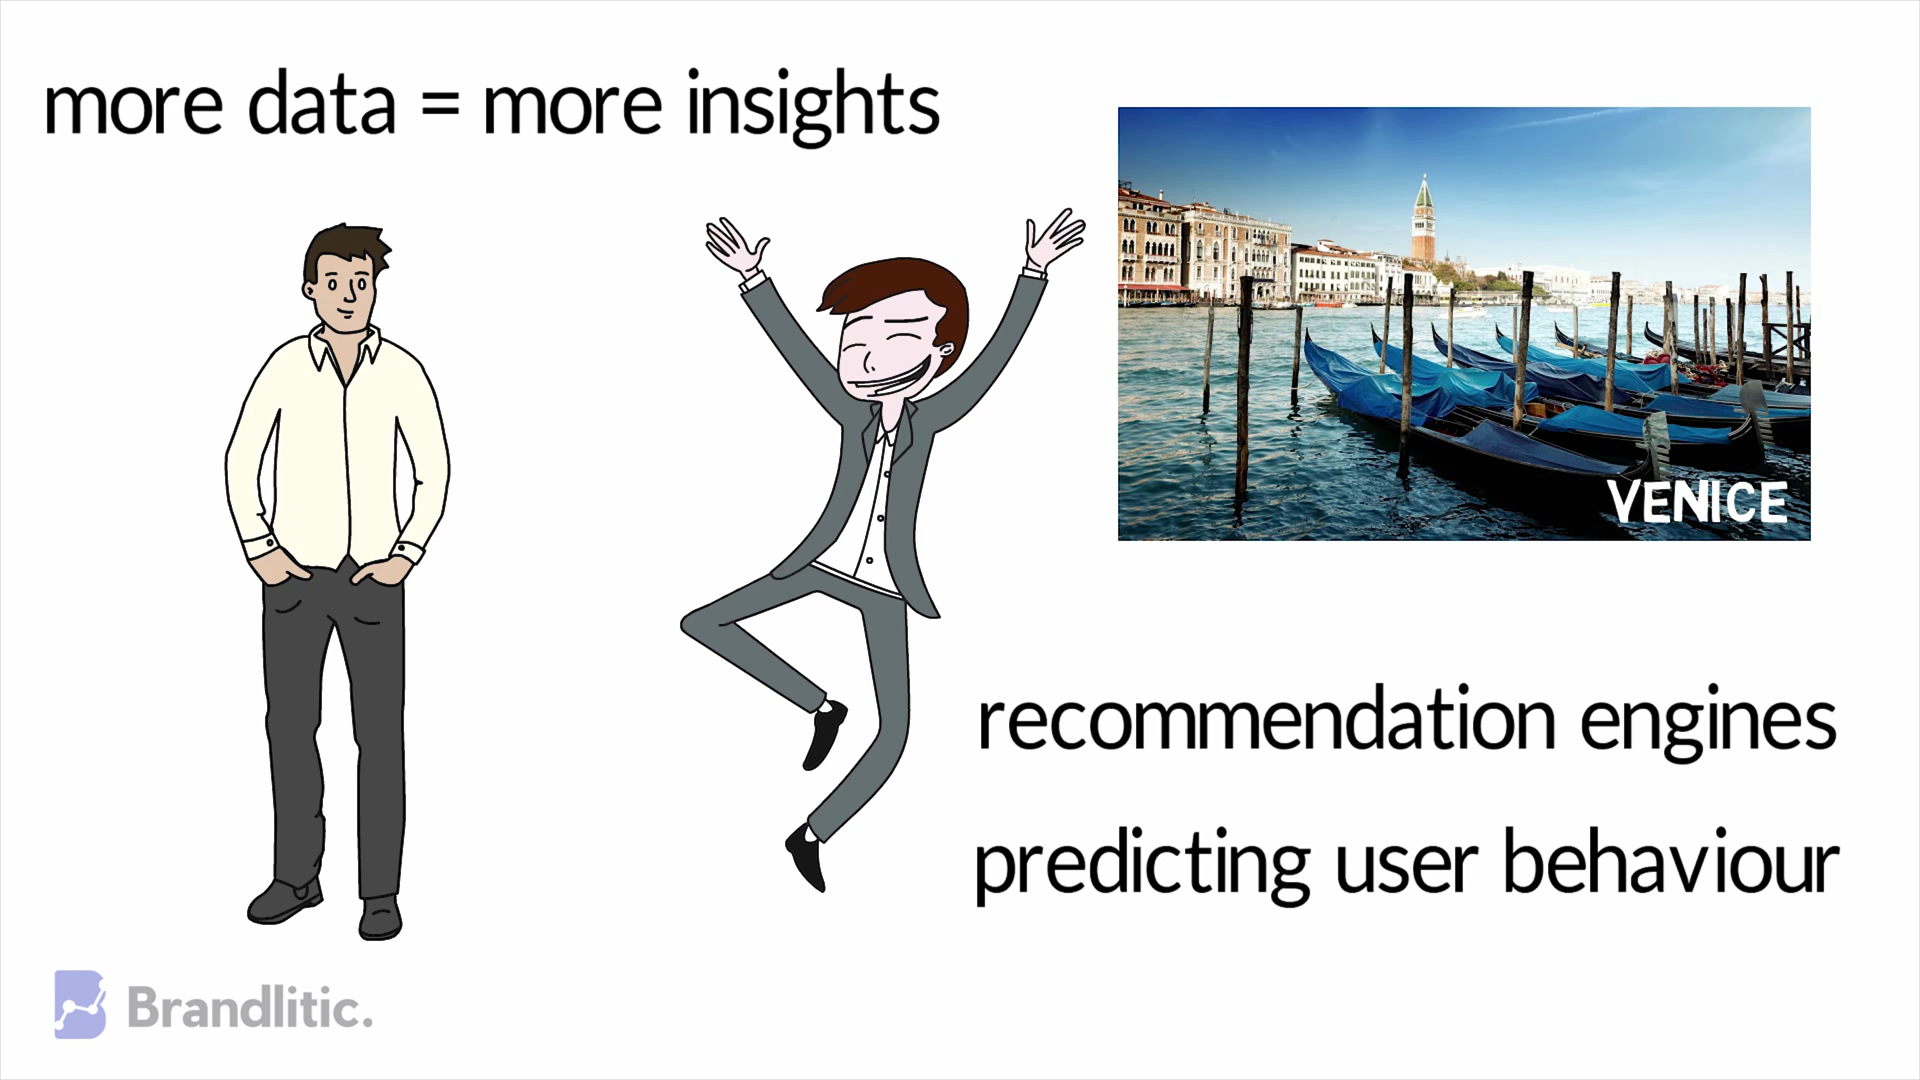 more data = more insights
VENICE
recommendation engines
predicting user behaviour
Brandlitic.